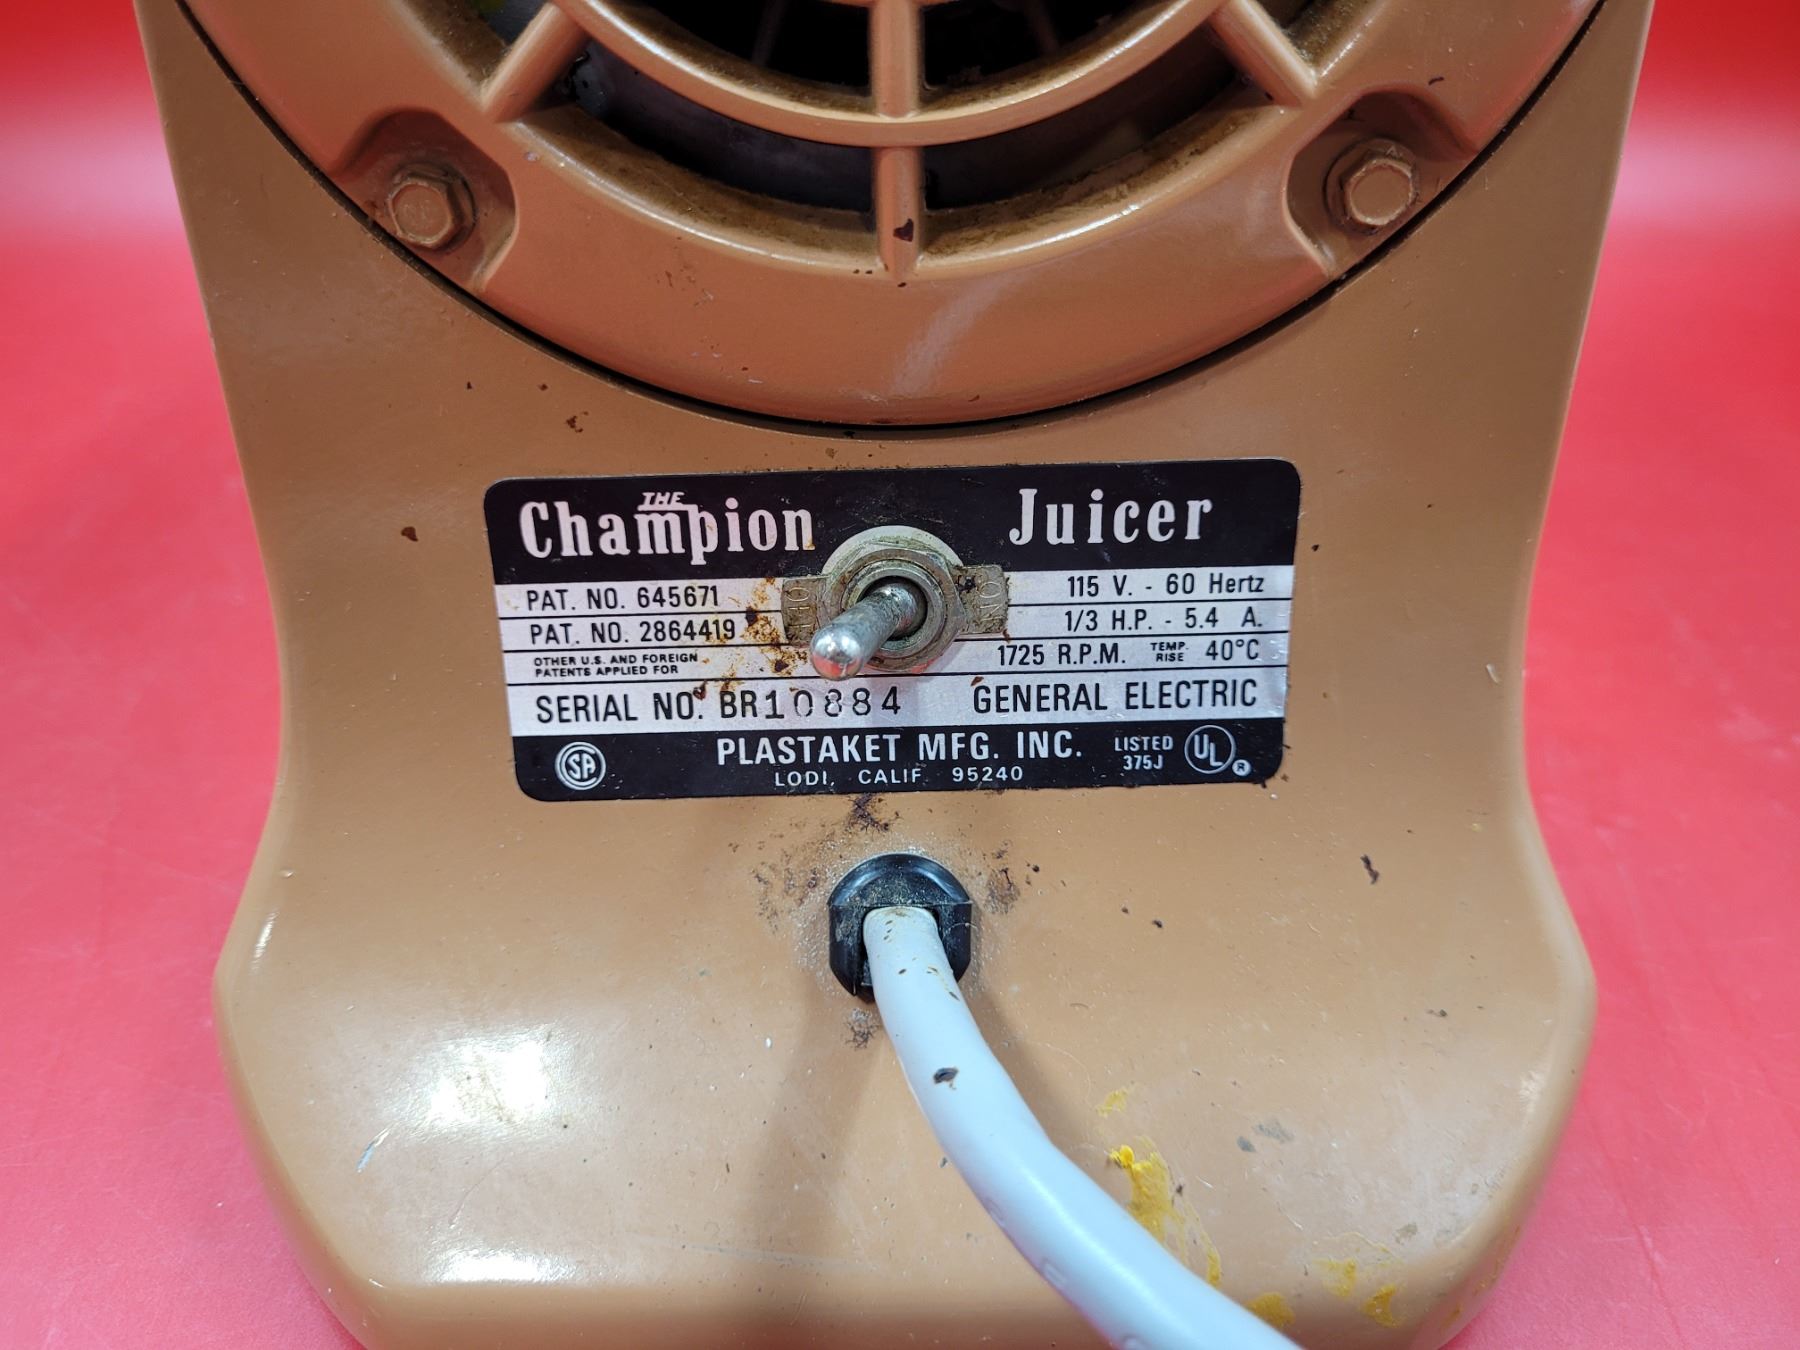 THE
Champion Juicer
PAT. NO. 645671 OFF ON 115 V. - 60 Hertz
PAT. NO. 2864419 1/3 H.P. - 5.4 A.
OTHER U.S. AND FOREIGN
PATENTS APPLIED FOR
1725 R.P.M. TEMP. RISE 40°C
SERIAL NO. BR10884 GENERAL ELECTRIC
SA PLASTAKET MFG. INC. LISTED 375J UL ®
LODI, CALIF. 95240